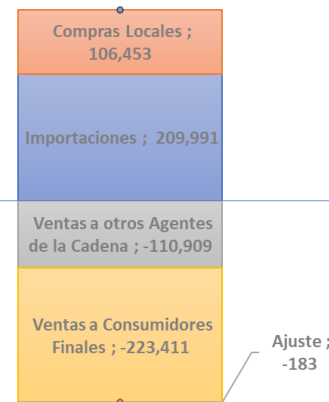 Compras Locales ;
106,453
Importaciones ; 209,991
Ventas a otros Agentes
de la Cadena ; -110,909
Ventas a Consumidores
Finales ; -223,411
Ajuste ;
-183